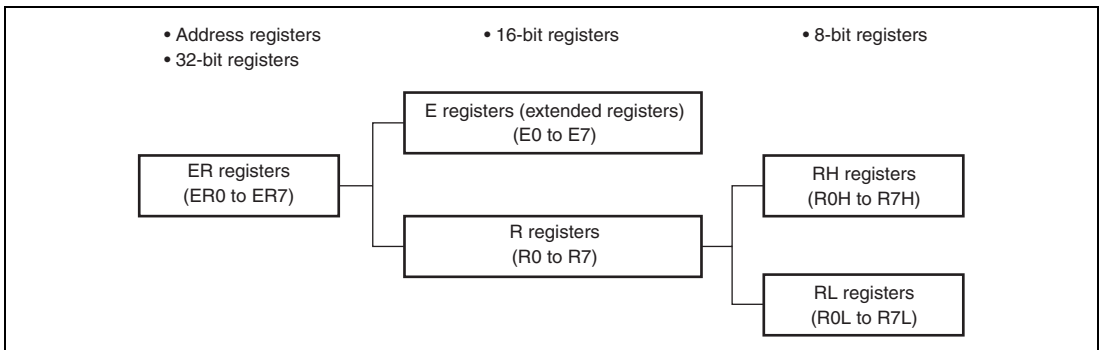 • Address registers
• 32-bit registers
• 16-bit registers
• 8-bit registers
E registers (extended registers)
(E0 to E7)
ER registers
(ER0 to ER7)
RH registers
(R0H to R7H)
R registers
(R0 to R7)
RL registers
(R0L to R7L)